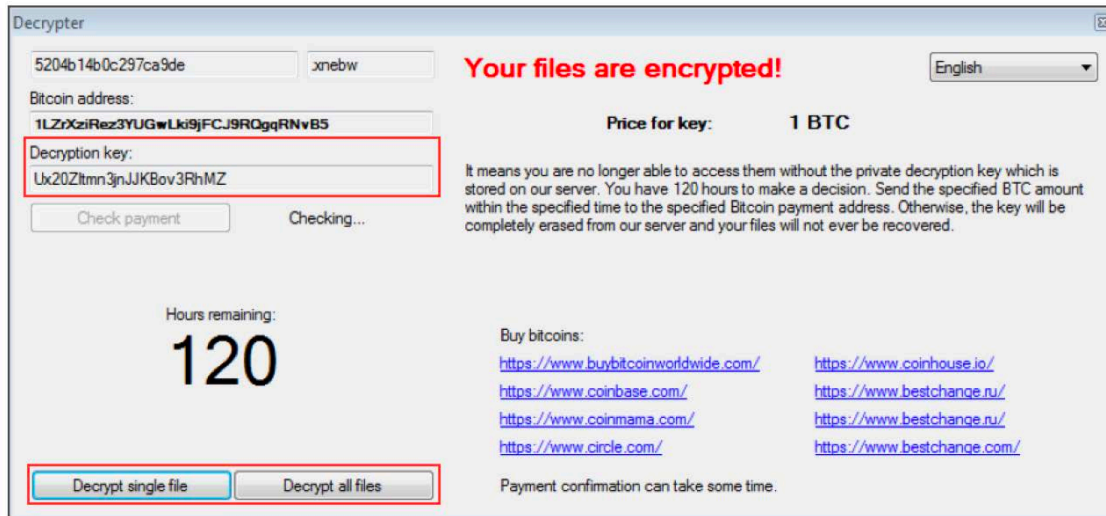 Decrypter
5204b14b0c297ca9de
.xnebw
Your files are encrypted!
English
Bitcoin address:
1LZrXziRez3YUGwLki9jFCJ9RQgqRNvB5
Price for key: 1 BTC
Decryption key:
Ux20ZItmn3jnJJKBov3RhMZ
Check payment
Checking...
It means you are no longer able to access them without the private decryption key which is
stored on our server. You have 120 hours to make a decision. Send the specified BTC amount
within the specified time to the specified Bitcoin payment address. Otherwise, the key will be
completely erased from our server and your files will not ever be recovered.
Hours remaining:
120
Buy bitcoins:
https://www.buybitcoinworldwide.com/
https://www.coinhouse.io/
https://www.coinbase.com/
https://www.bestchange.ru/
https://www.coinmama.com/
https://www.bestchange.ru/
https://www.circle.com/
https://www.bestchange.com/
Decrypt single file
Decrypt all files
Payment confirmation can take some time.